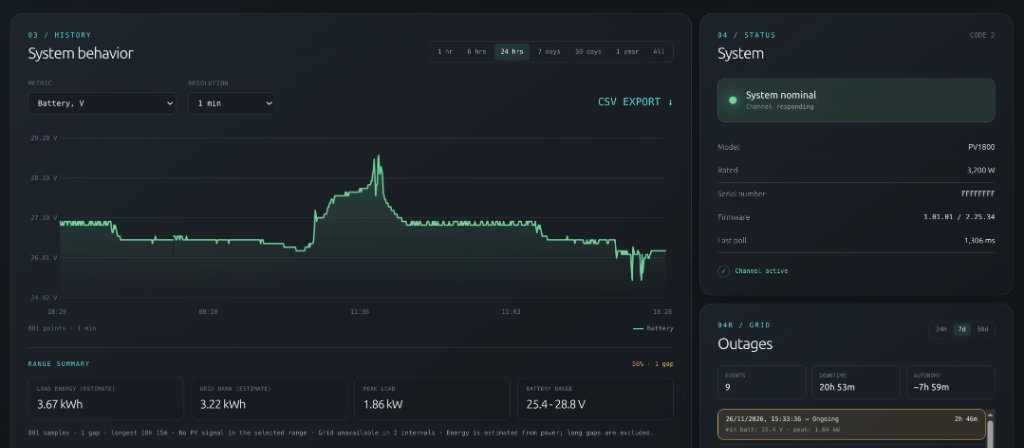 03 / HISTORY
System behavior
1 hr 6 hrs 24 hrs 7 days 30 days 1 year All
METRIC
RESOLUTION
Battery, V
1 min
CSV EXPORT ↓
29.28 V
28.19 V
27.10 V
26.01 V
24.92 V
18:29 08:18 11:36 15:03 18:28
801 points · 1 min
Battery
RANGE SUMMARY
56% · 1 gap
LOAD ENERGY (ESTIMATE)
3.67 kWh
GRID DRAW (ESTIMATE)
3.22 kWh
PEAK LOAD
1.86 kW
BATTERY RANGE
25.4 - 28.8 V
801 samples · 1 gap · longest 10h 15m · No PV signal in the selected range · Grid unavailable in 2 intervals · Energy is estimated from power; long gaps are excluded.
04 / STATUS
CODE 2
System
System nominal
Channel responding
Model PV1800
Rated 3,200 W
Serial number FFFFFFFF
Firmware 1.01.01 / 2.25.34
Last poll 1,306 ms
✓ Channel active
04B / GRID
Outages
24h 7d 30d
EVENTS
9
DOWNTIME
20h 53m
AUTONOMY
~7h 59m
26/11/2026, 15:33:36 → Ongoing 2h 46m
min batt: 25.4 V · peak: 1.84 kW